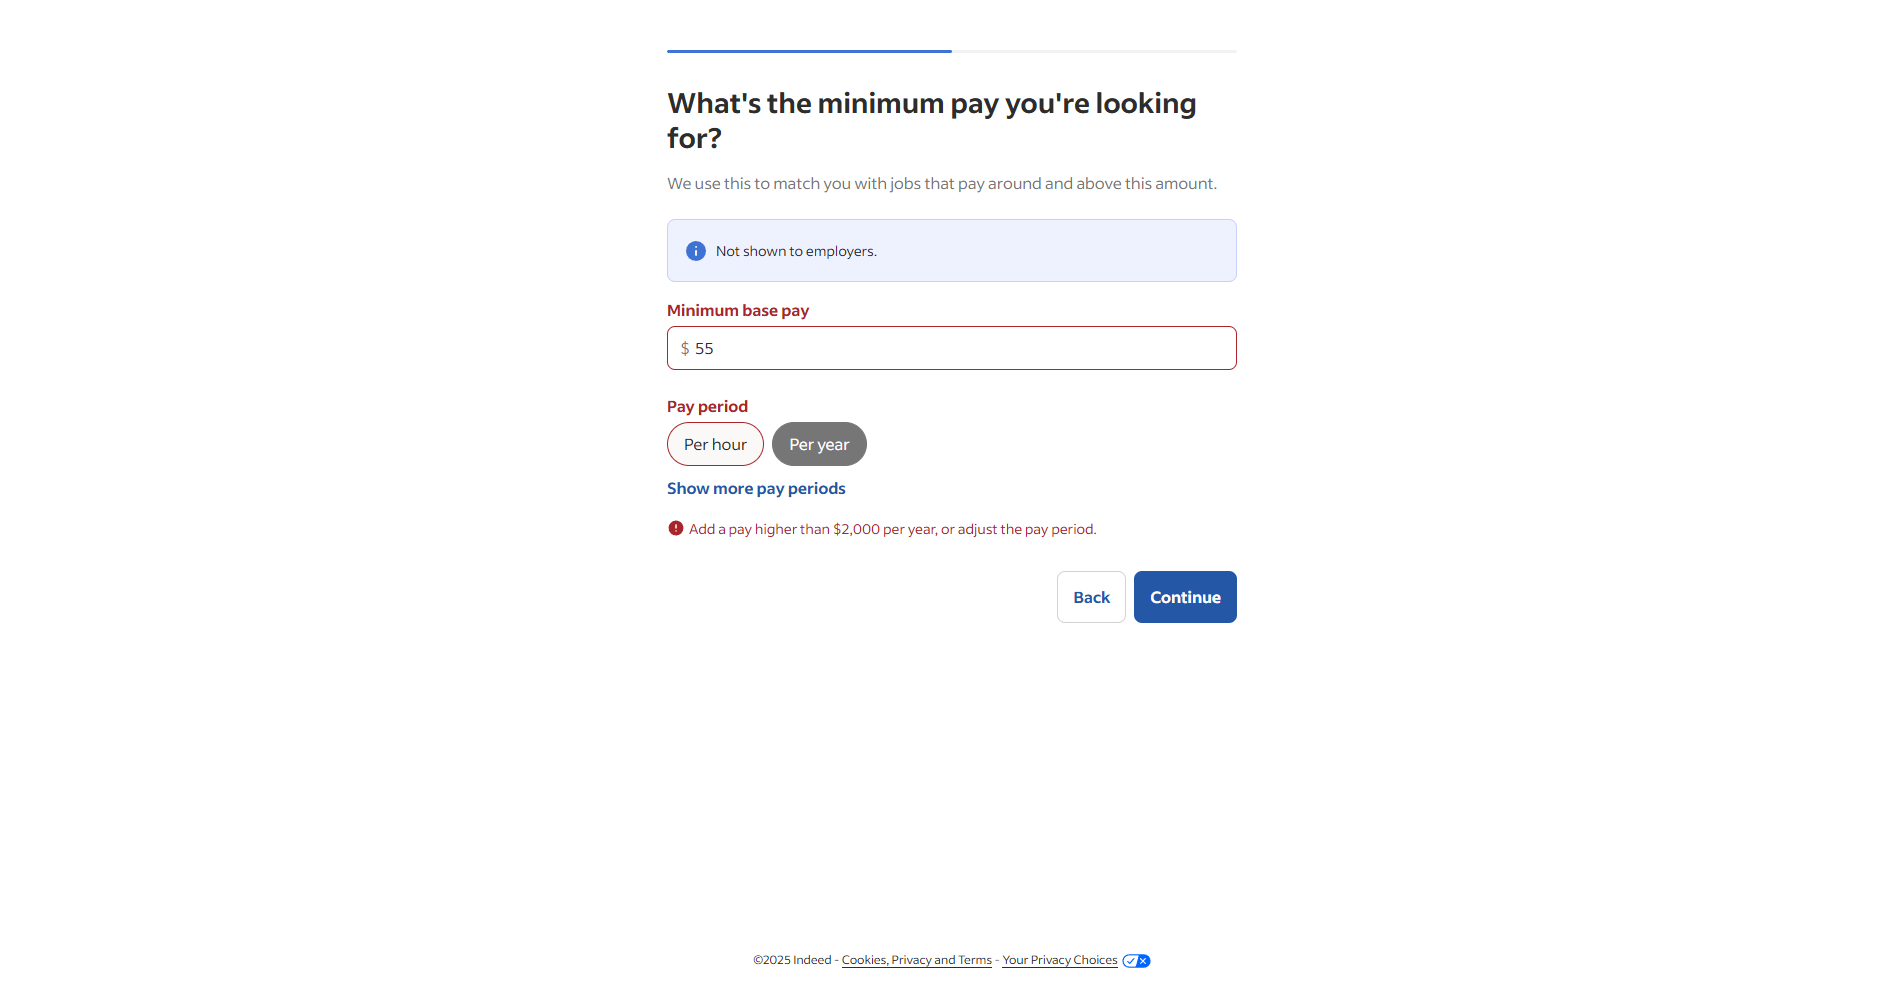 What's the minimum pay you're looking
for?
We use this to match you with jobs that pay around and above this amount.
Not shown to employers.
Minimum base pay
$ 55
Pay period
Per hour Per year
Show more pay periods
Add a pay higher than $2,000 per year, or adjust the pay period.
Back Continue
©2025 Indeed - Cookies, Privacy and Terms - Your Privacy Choices